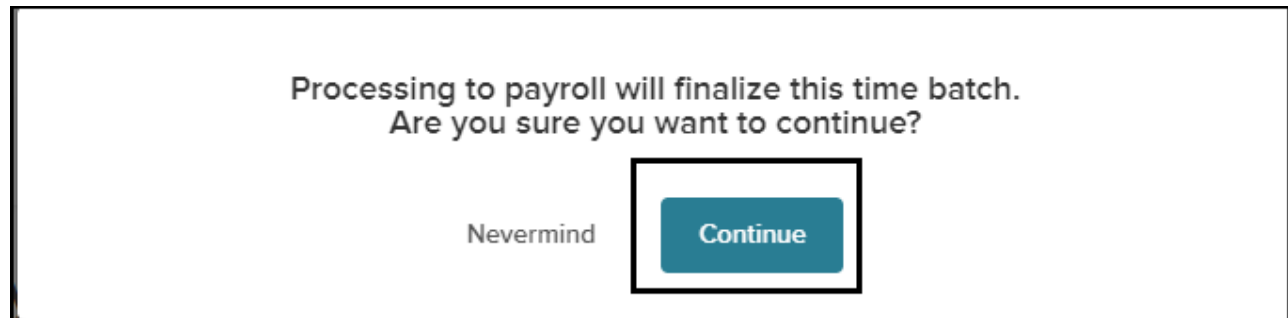 Processing to payroll will finalize this time batch.
Are you sure you want to continue?
Nevermind
Continue